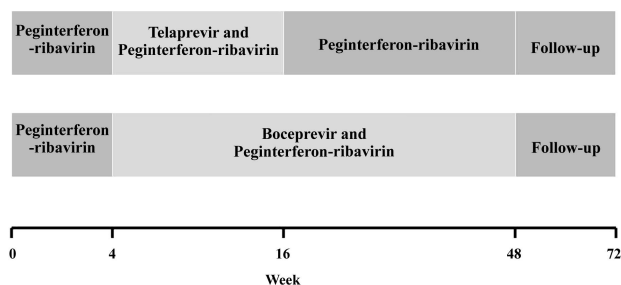 Peginterferon
-ribavirin
Telaprevir and
Peginterferon-ribavirin
Peginterferon-ribavirin
Follow-up
Peginterferon
-ribavirin
Boceprevir and
Peginterferon-ribavirin
Follow-up
0 4 16 48 72
Week